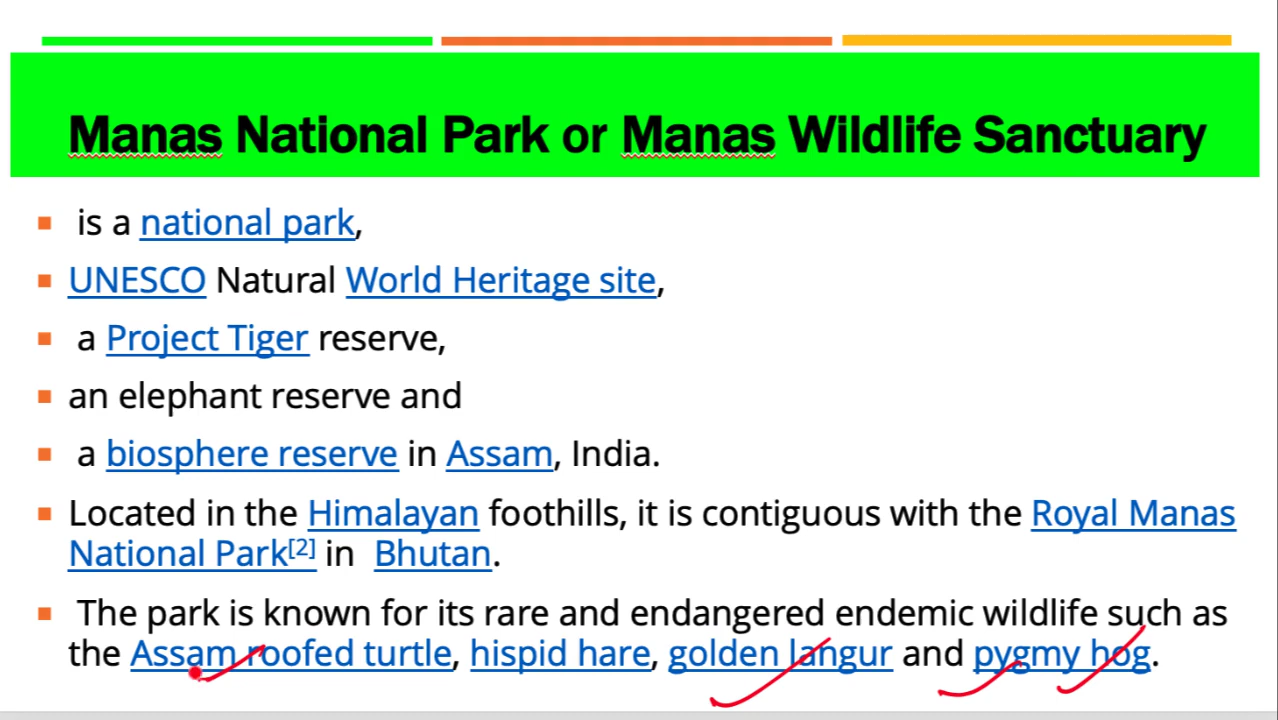 Manas National Park or Manas Wildlife Sanctuary
is a national park,
UNESCO Natural World Heritage site,
a Project Tiger reserve,
an elephant reserve and
a biosphere reserve in Assam, India.
Located in the Himalayan foothills, it is contiguous with the Royal Manas
National Park[2] in Bhutan.
The park is known for its rare and endangered endemic wildlife such as
the Assam roofed turtle, hispid hare, golden langur and pygmy hog.